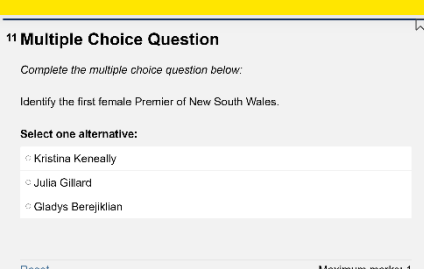 11 Multiple Choice Question
Complete the multiple choice question below:
Identify the first female Premier of New South Wales.
Select one alternative:
Kristina Keneally
Julia Gillard
Gladys Berejiklian
Reset
Maximum marks: 1